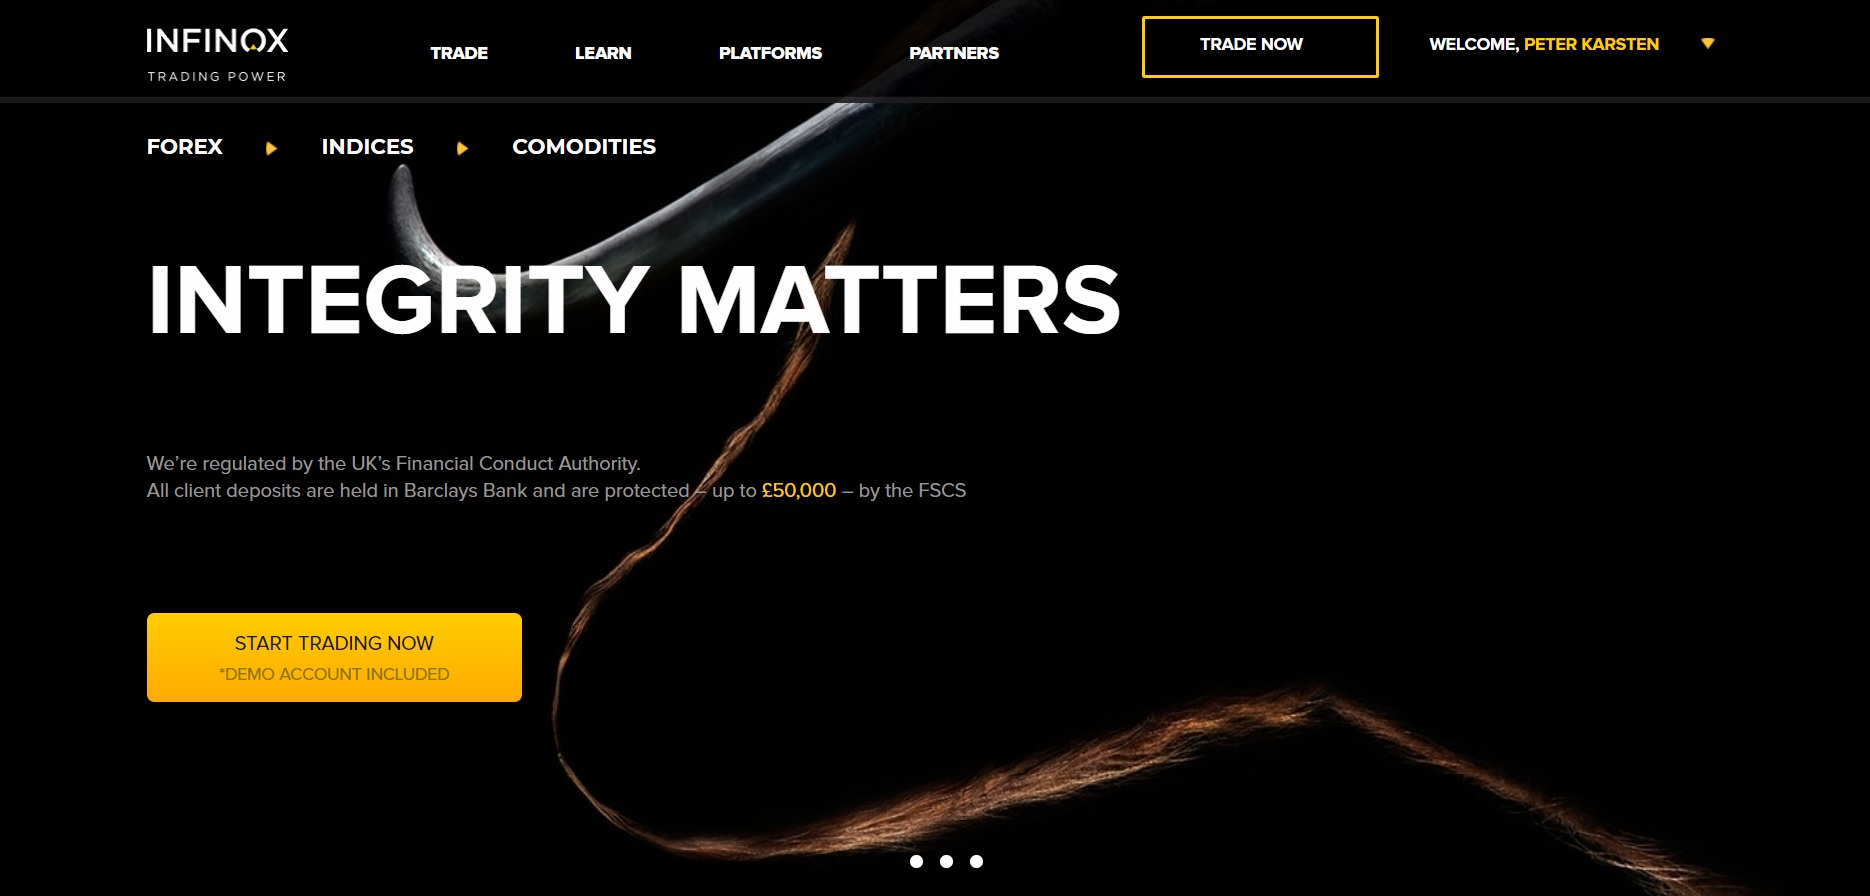 INFINOX
TRADING POWER
TRADE LEARN PLATFORMS PARTNERS TRADE NOW WELCOME, PETER KARSTEN
FOREX INDICES COMODITIES
INTEGRITY MATTERS
We’re regulated by the UK’s Financial Conduct Authority.
All client deposits are held in Barclays Bank and are protected – up to £50,000 – by the FSCS
START TRADING NOW
*DEMO ACCOUNT INCLUDED